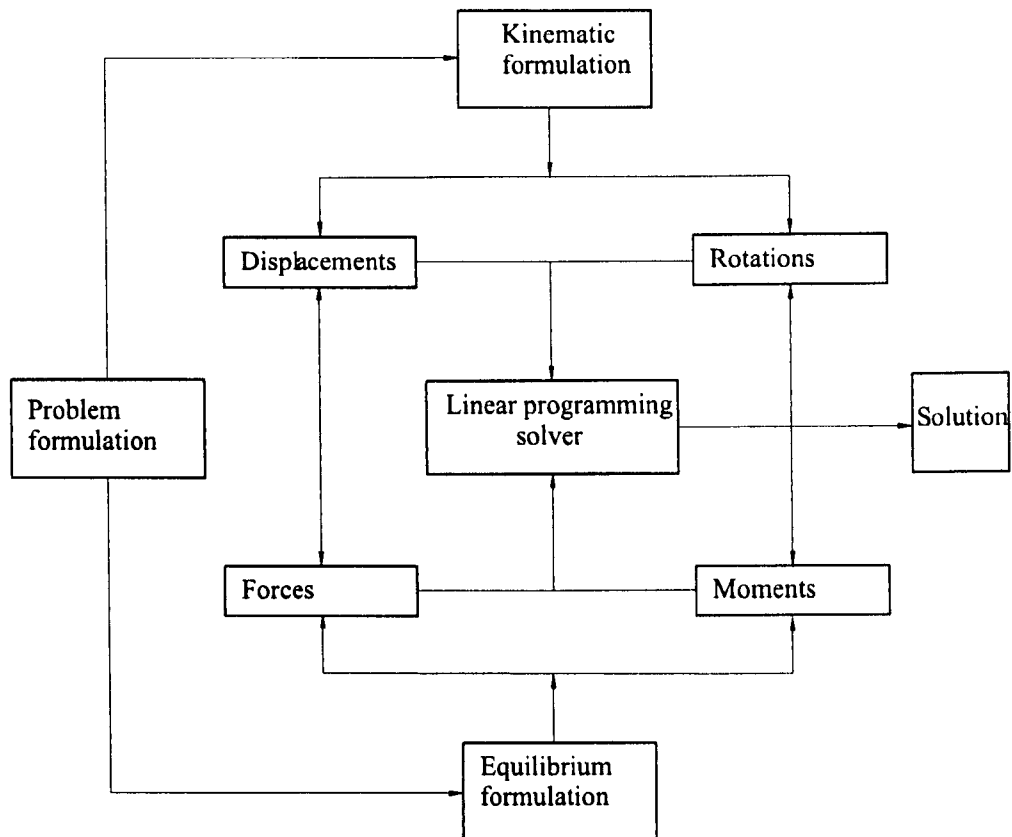 Kinematic
formulation
Displacements
Rotations
Problem
formulation
Linear programming
solver
Solution
Forces
Moments
Equilibrium
formulation